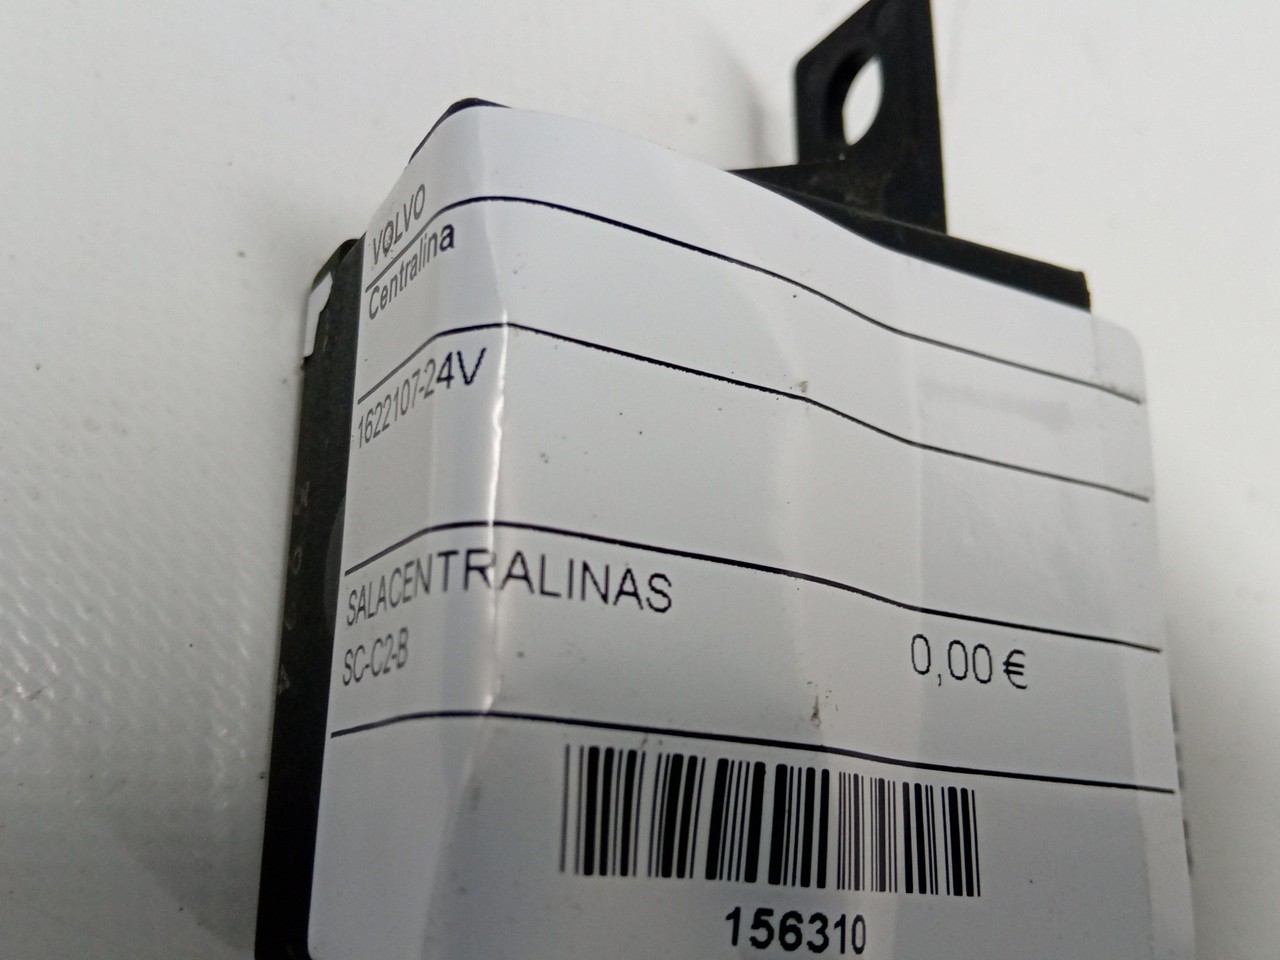 VOLVO
Centralina
1622107-24V
SALACENTRALINAS
SC-C2-B
0,00 €
156310